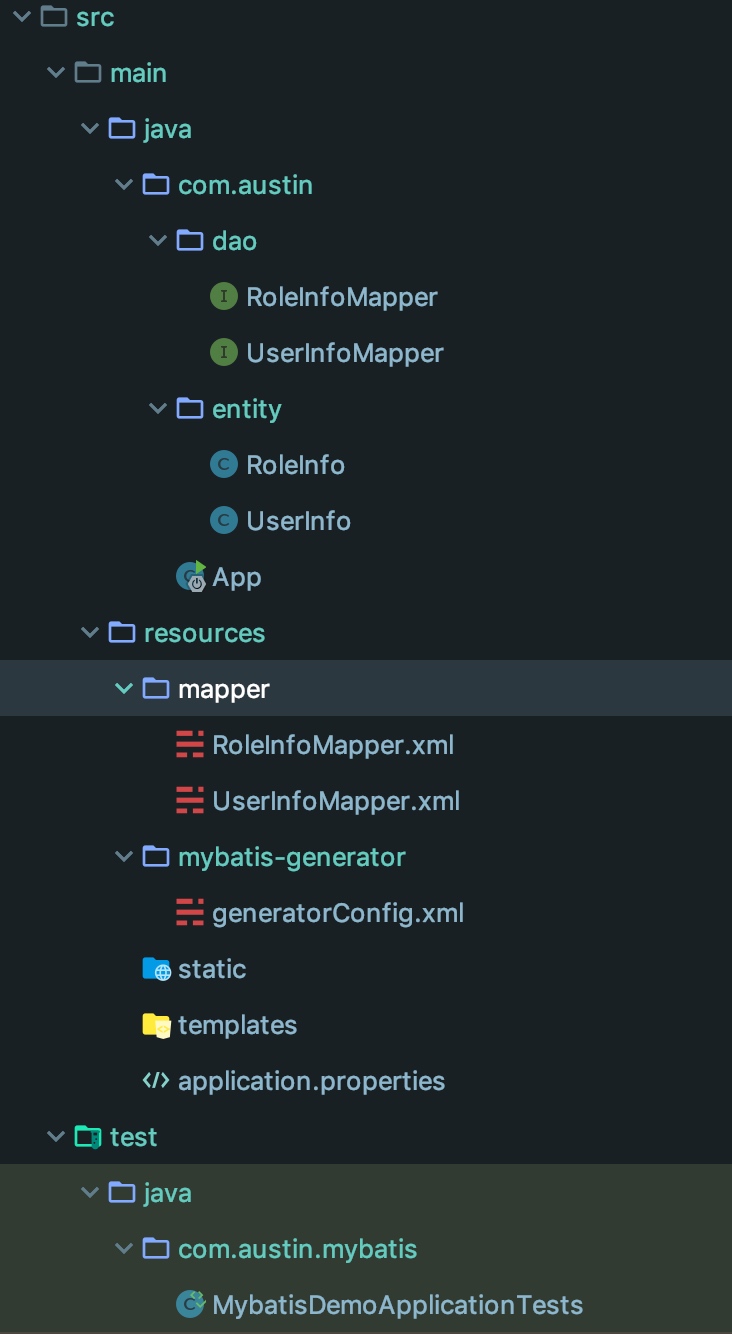 src
main
java
com.austin
dao
RoleInfoMapper
UserInfoMapper
entity
RoleInfo
UserInfo
App
resources
mapper
RoleInfoMapper.xml
UserInfoMapper.xml
mybatis-generator
generatorConfig.xml
static
templates
application.properties
test
java
com.austin.mybatis
MybatisDemoApplicationTests